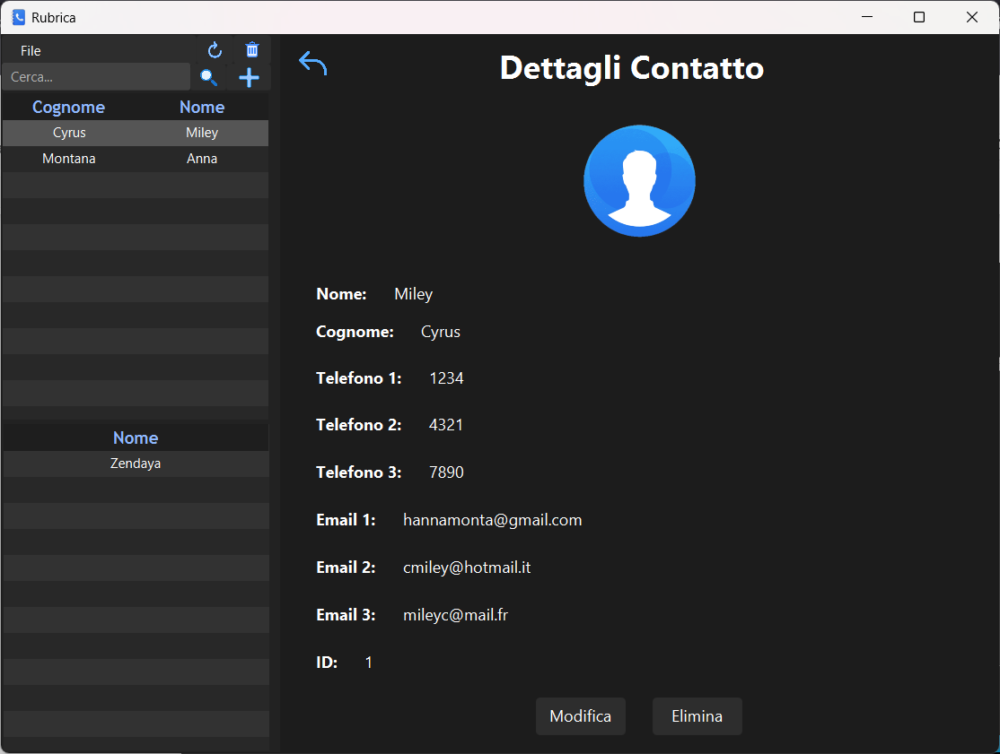 Rubrica
File
Cerca...
Cognome Nome
Cyrus Miley
Montana Anna
Nome
Zendaya
Dettagli Contatto
Nome: Miley
Cognome: Cyrus
Telefono 1: 1234
Telefono 2: 4321
Telefono 3: 7890
Email 1: hannamonta@gmail.com
Email 2: cmiley@hotmail.it
Email 3: mileyc@mail.fr
ID: 1
Modifica Elimina